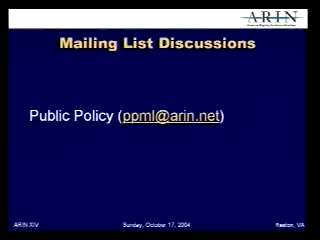 ARIN
Mailing List Discussions
Public Policy (ppml@arin.net)
ARIN XIV
Sunday, October 17, 2004
Reston, VA